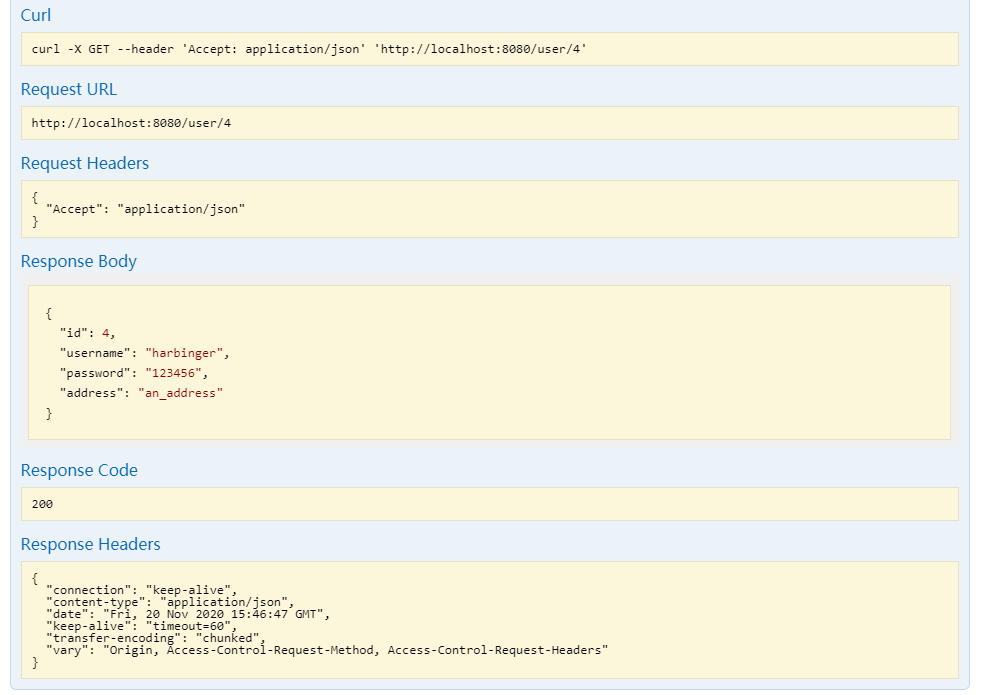 Curl
curl -X GET --header 'Accept: application/json' 'http://localhost:8080/user/4'
Request URL
http://localhost:8080/user/4
Request Headers
{
  "Accept": "application/json"
}
Response Body
{
  "id": 4,
  "username": "harbinger",
  "password": "123456",
  "address": "an_address"
}
Response Code
200
Response Headers
{
  "connection": "keep-alive",
  "content-type": "application/json",
  "date": "Fri, 20 Nov 2020 15:46:47 GMT",
  "keep-alive": "timeout=60",
  "transfer-encoding": "chunked",
  "vary": "Origin, Access-Control-Request-Method, Access-Control-Request-Headers"
}